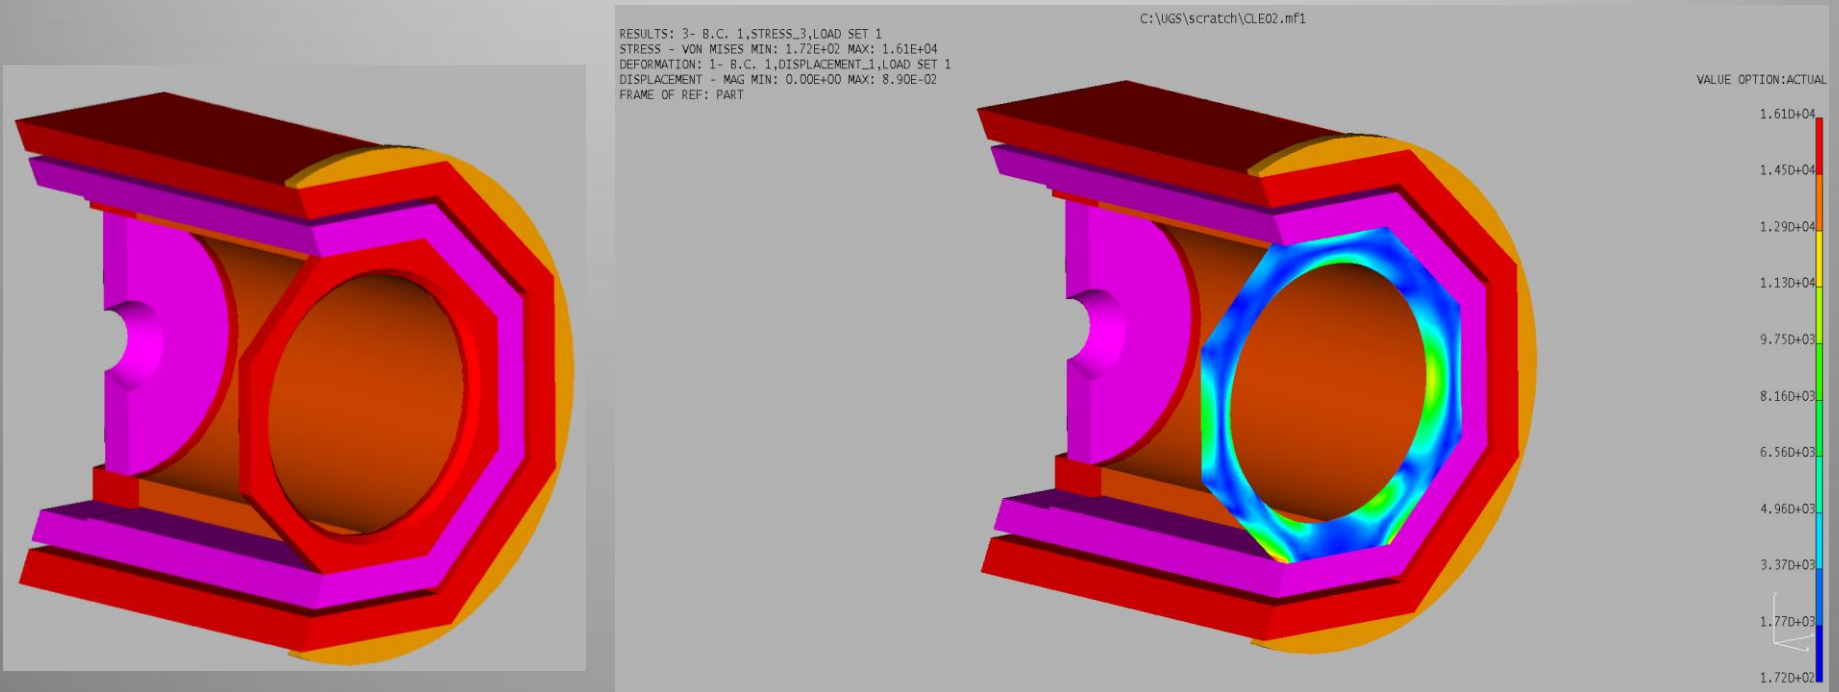 C:\UGS\scratch\CLE02.mf1
RESULTS: 3- B.C. 1,STRESS_3,LOAD SET 1
STRESS - VON MISES MIN: 1.72E+02 MAX: 1.61E+04
DEFORMATION: 1- B.C. 1,DISPLACEMENT_1,LOAD SET 1
DISPLACEMENT - MAG MIN: 0.00E+00 MAX: 8.90E-02
FRAME OF REF: PART
VALUE OPTION:ACTUAL
1.61D+04
1.45D+04
1.29D+04
1.13D+04
9.75D+03
8.16D+03
6.56D+03
4.96D+03
3.37D+03
1.77D+03
1.72D+02